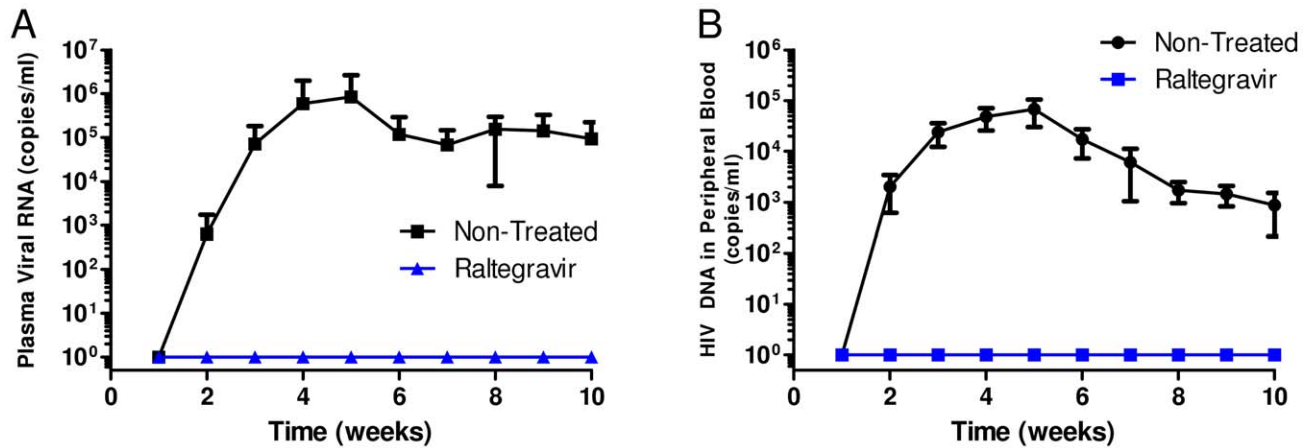 A
Plasma Viral RNA (copies/ml)
10^7
10^6
10^5
10^4
10^3
10^2
10^1
10^0
0 2 4 6 8 10
Time (weeks)
Non-Treated
Raltegravir
B
HIV DNA in Peripheral Blood
(copies/ml)
10^6
10^5
10^4
10^3
10^2
10^1
10^0
0 2 4 6 8 10
Time (weeks)
Non-Treated
Raltegravir